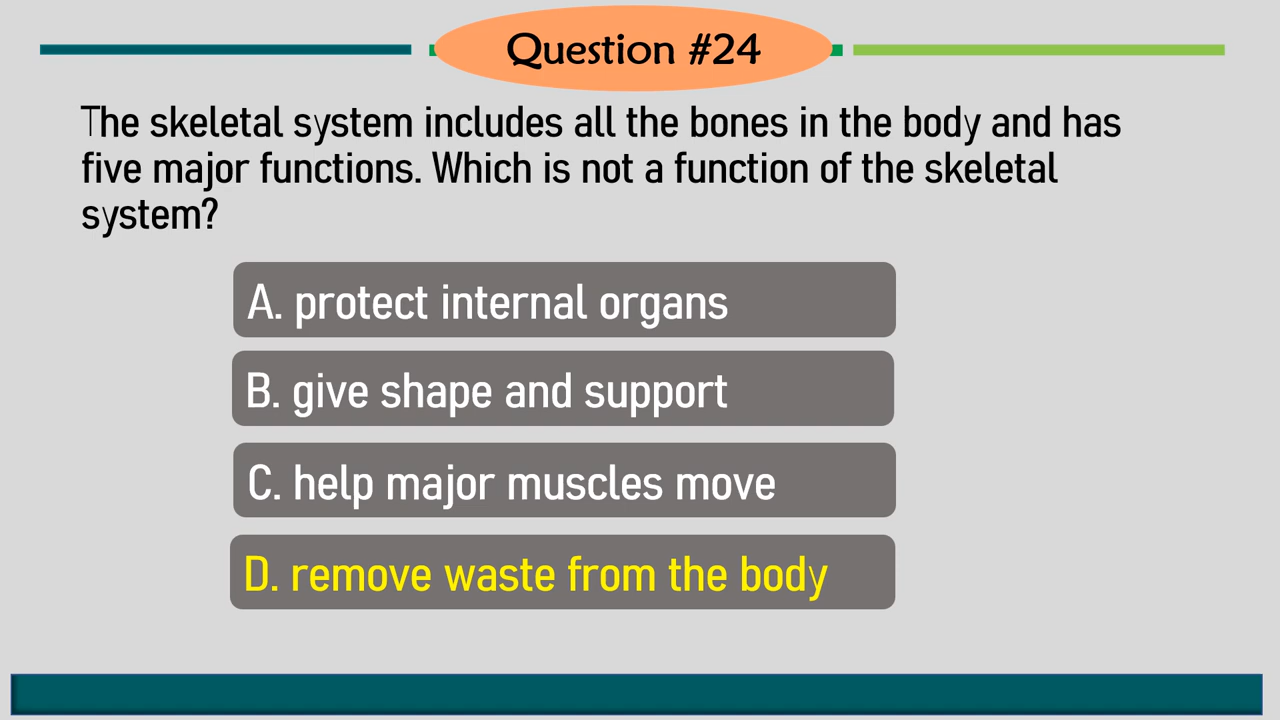 Question #24
The skeletal system includes all the bones in the body and has
five major functions. Which is not a function of the skeletal
system?
A. protect internal organs
B. give shape and support
C. help major muscles move
D. remove waste from the body